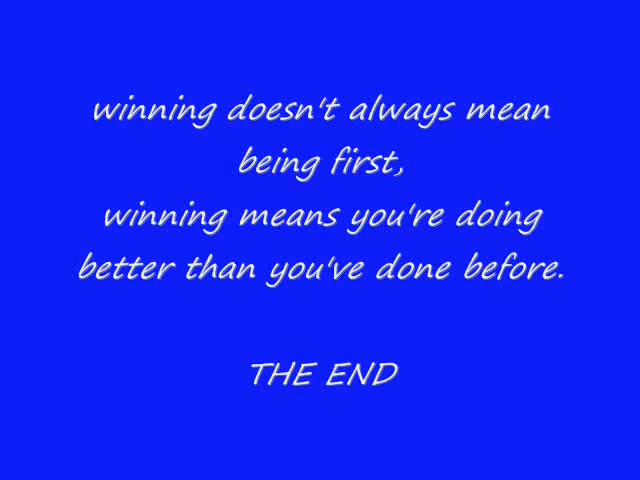 winning doesn't always mean
being first,
winning means you're doing
better than you've done before.
THE END